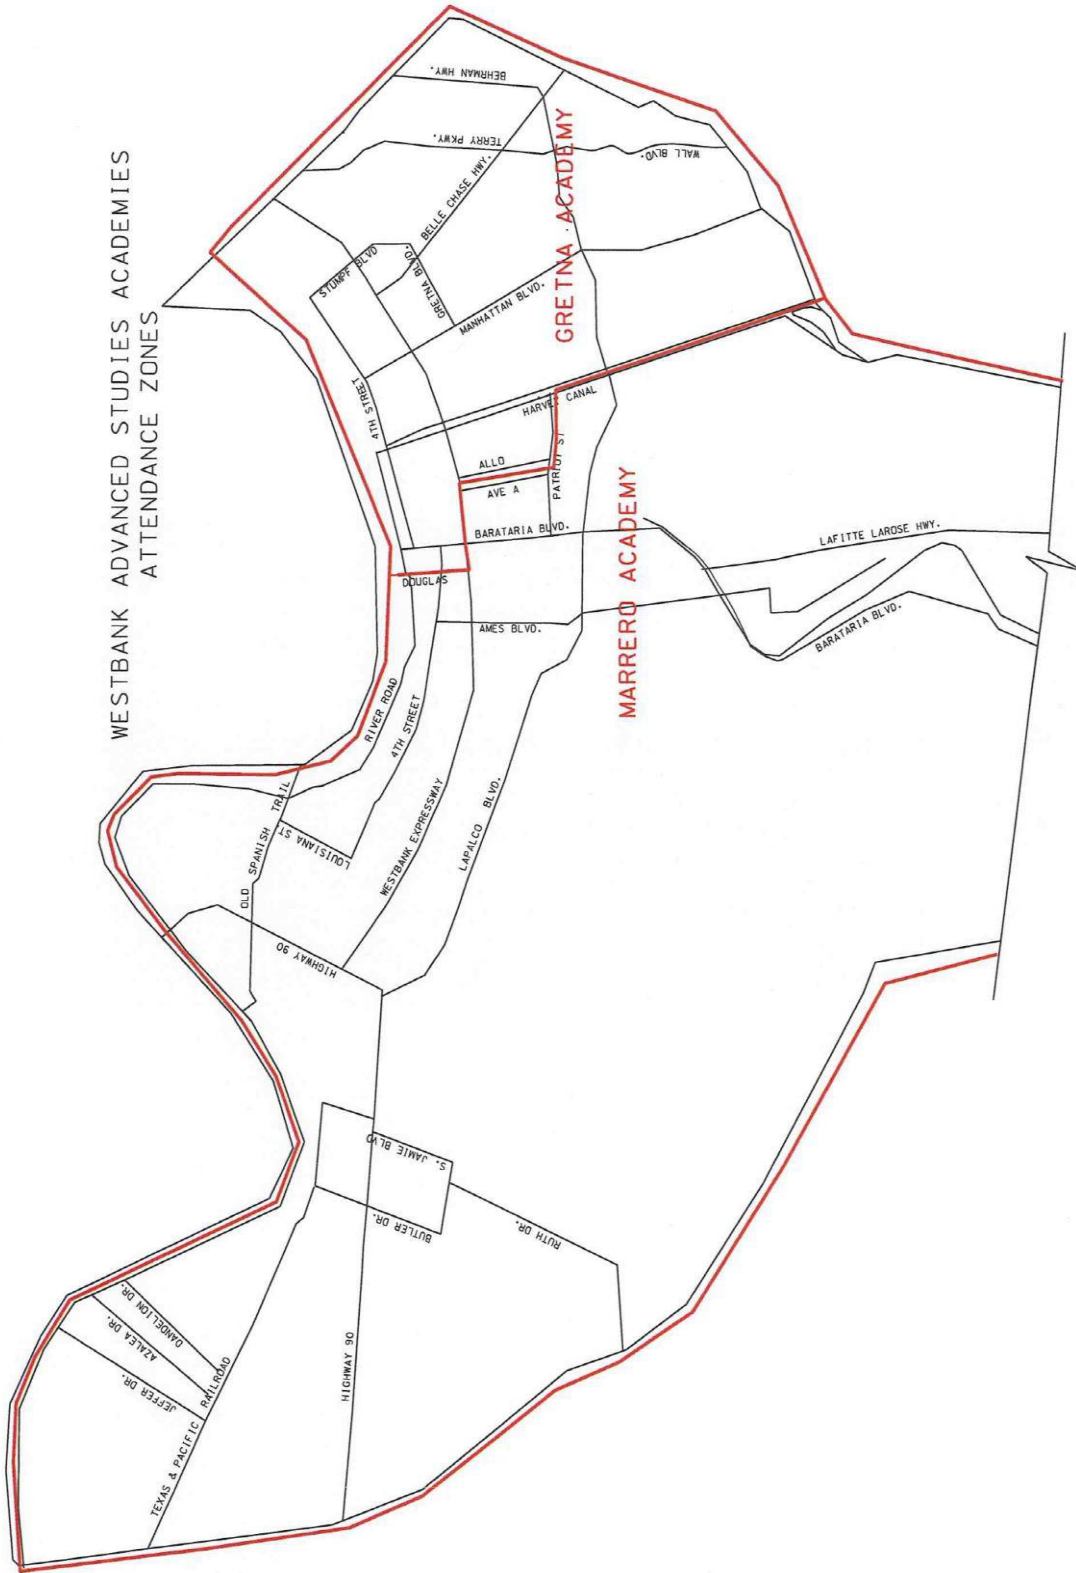 WESTBANK ADVANCED STUDIES ACADEMIES
ATTENDANCE ZONES
BEHRMAN HWY.
TERRY PKWY.
WALL BLVD.
BELLE CHASE HWY.
STUMPF BLVD
GRETNA BLVD.
MANHATTAN BLVD.
GRETNA ACADEMY
4TH STREET
HARVEY CANAL
ALLO
AVE A
PATRIOT ST
BARATARIA BLVD.
DOUGLAS
AMES BLVD.
MARRERO ACADEMY
LAFITTE LAROSE HWY.
BARATARIA BLVD.
RIVER ROAD
4TH STREET
OLD SPANISH TRAIL
LOUISIANA ST.
WESTBANK EXPRESSWAY
LAPALCO BLVD.
HIGHWAY 90
S. JAMIE BLVD
BUTLER DR.
RUTH DR.
DANDELION DR.
AZALEA DR.
JEFFER DR.
TEXAS & PACIFIC RAILROAD
HIGHWAY 90